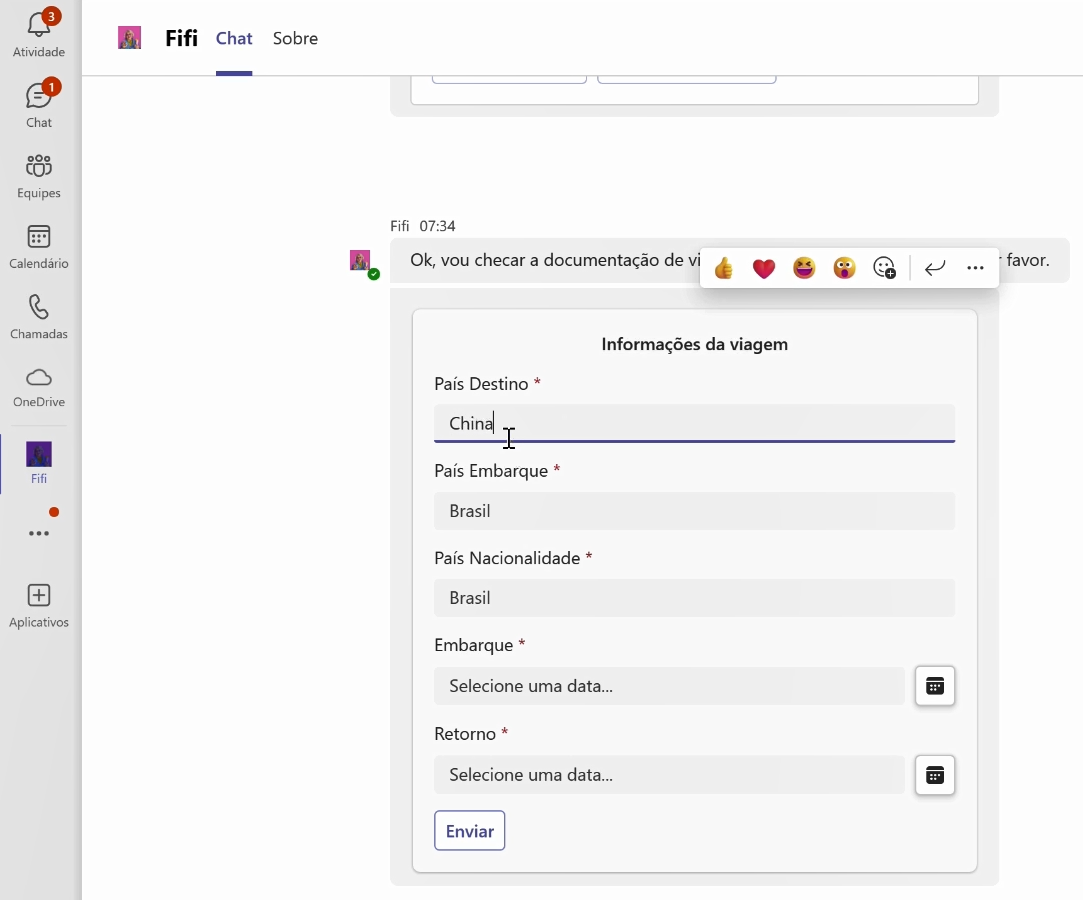 3
Atividade
1
Chat
Equipes
Calendário
Chamadas
OneDrive
Fifi
Aplicativos
Fifi Chat Sobre
Fifi 07:34
Ok, vou checar a documentação de favor.
Informações da viagem
País Destino *
China
País Embarque *
Brasil
País Nacionalidade *
Brasil
Embarque *
Selecione uma data...
Retorno *
Selecione uma data...
Enviar